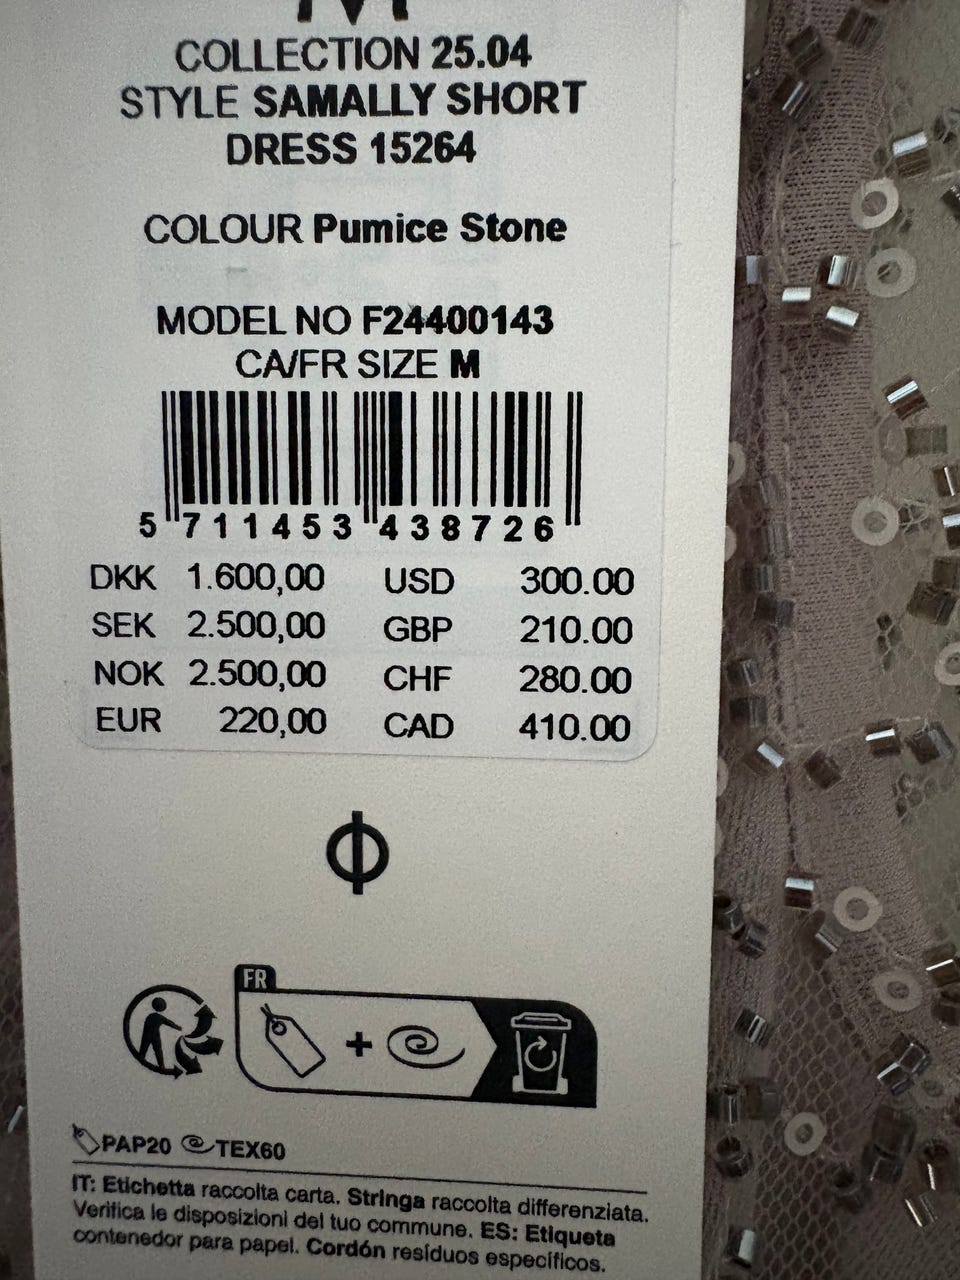 M
COLLECTION 25.04
STYLE SAMALLY SHORT
DRESS 15264
COLOUR Pumice Stone
MODEL NO F24400143
CA/FR SIZE M
5 711453 438726
DKK 1.600,00 USD 300.00
SEK 2.500,00 GBP 210.00
NOK 2.500,00 CHF 280.00
EUR 220,00 CAD 410.00
FR
+
PAP20 TEX60
IT: Etichetta raccolta carta. Stringa raccolta differenziata.
Verifica le disposizioni del tuo commune. ES: Etiqueta
contenedor para papel. Cordón resíduos específicos.